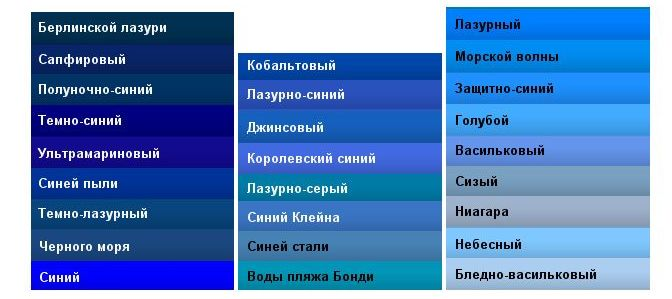 Берлинской лазури
Сапфировый
Полуночно-синий
Темно-синий
Ультрамариновый
Синей пыли
Темно-лазурный
Черного моря
Синий
Кобальтовый
Лазурно-синий
Джинсовый
Королевский синий
Лазурно-серый
Синий Клейна
Синей стали
Воды пляжа Бонди
Лазурный
Морской волны
Защитно-синий
Голубой
Васильковый
Сизый
Ниагара
Небесный
Бледно-васильковый